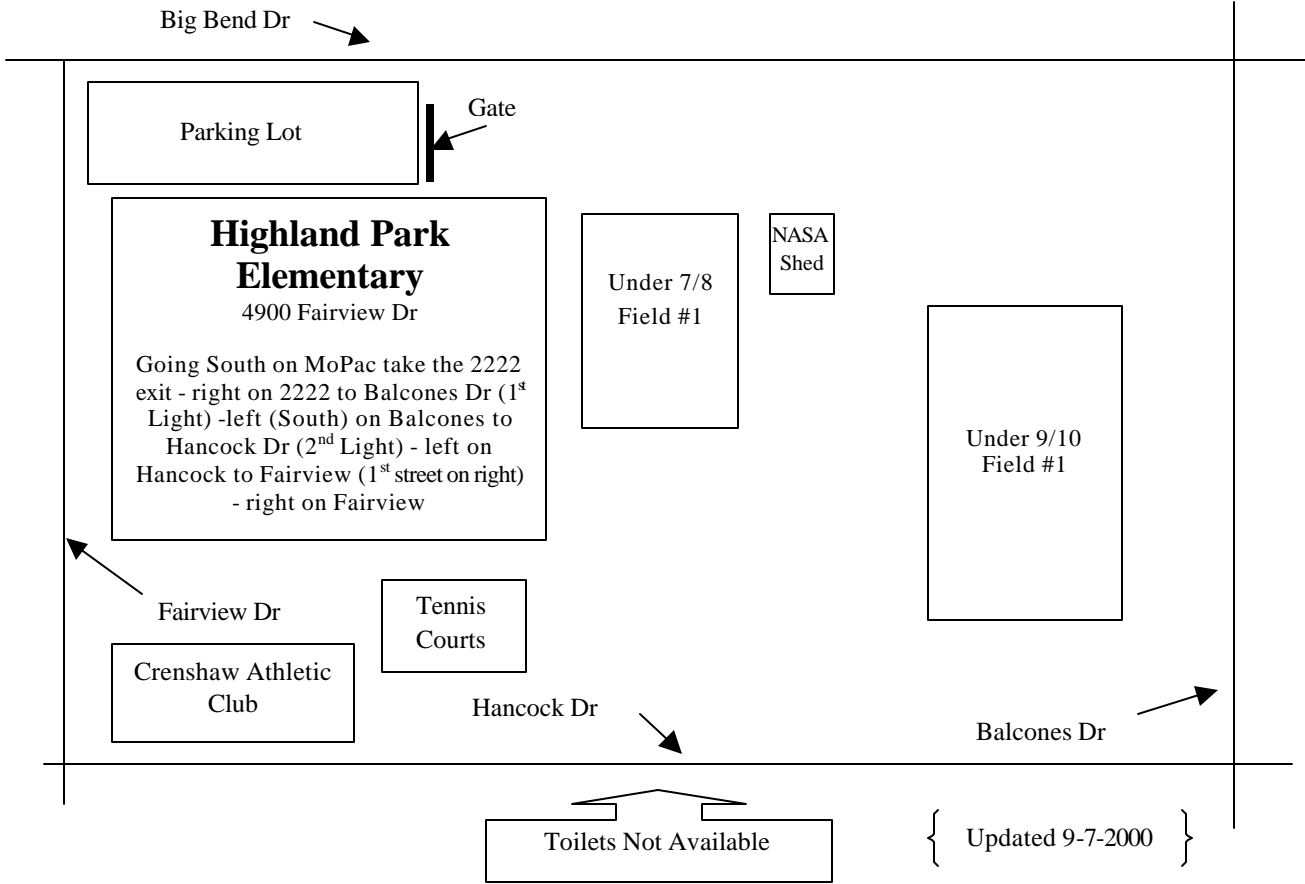 Big Bend Dr
Parking Lot
Gate
Highland Park
Elementary
4900 Fairview Dr
Going South on MoPac take the 2222
exit - right on 2222 to Balcones Dr (1st
Light) -left (South) on Balcones to
Hancock Dr (2nd Light) - left on
Hancock to Fairview (1st street on right)
- right on Fairview
Under 7/8
Field #1
NASA
Shed
Under 9/10
Field #1
Fairview Dr
Tennis
Courts
Crenshaw Athletic
Club
Hancock Dr
Balcones Dr
Toilets Not Available
Updated 9-7-2000